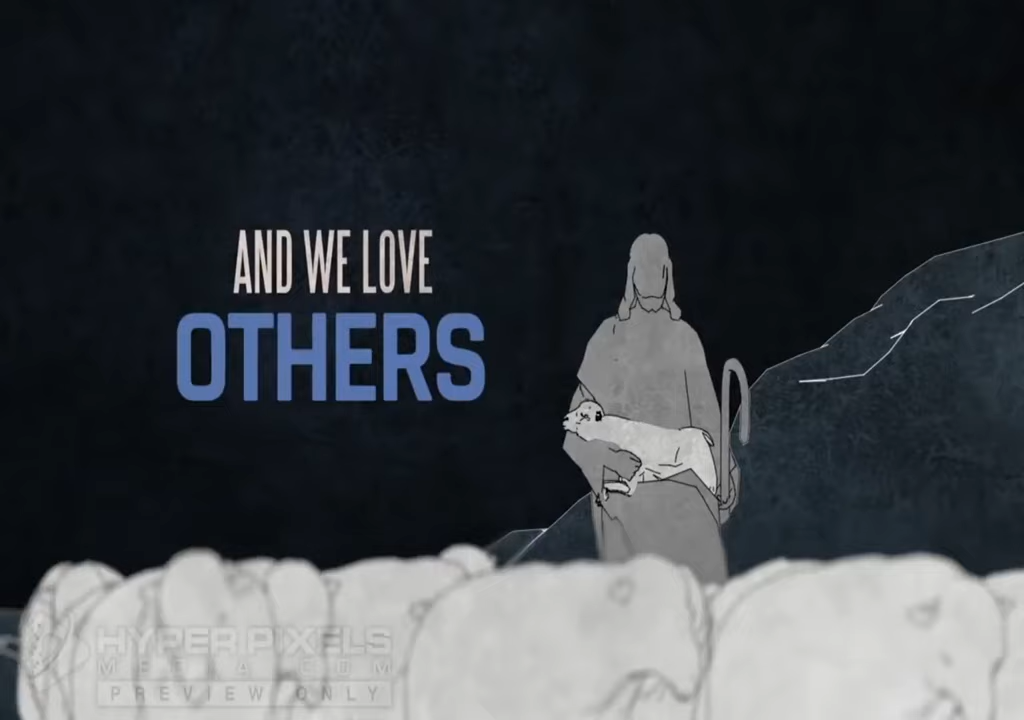 AND WE LOVE
OTHERS
HYPER PIXELS
MEDIA.COM
PREVIEW ONLY